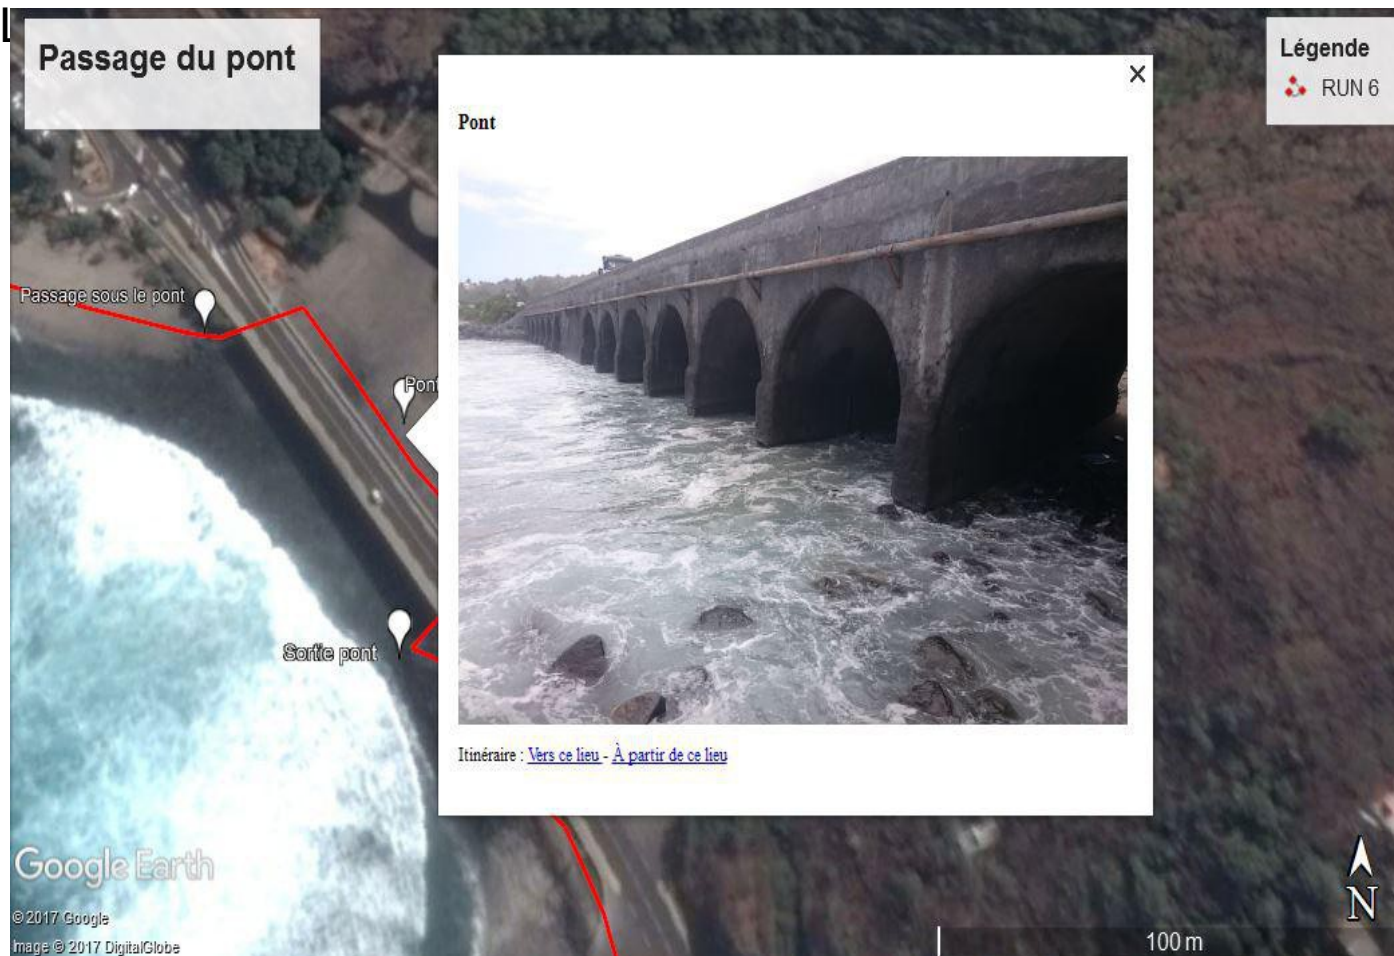 Passage du pont
Légende
RUN 6
Pont
Passage sous le pont
Pont
Sortie pont
Itinéraire : Vers ce lieu - À partir de ce lieu
Google Earth
© 2017 Google
Image © 2017 DigitalGlobe
100 m
N